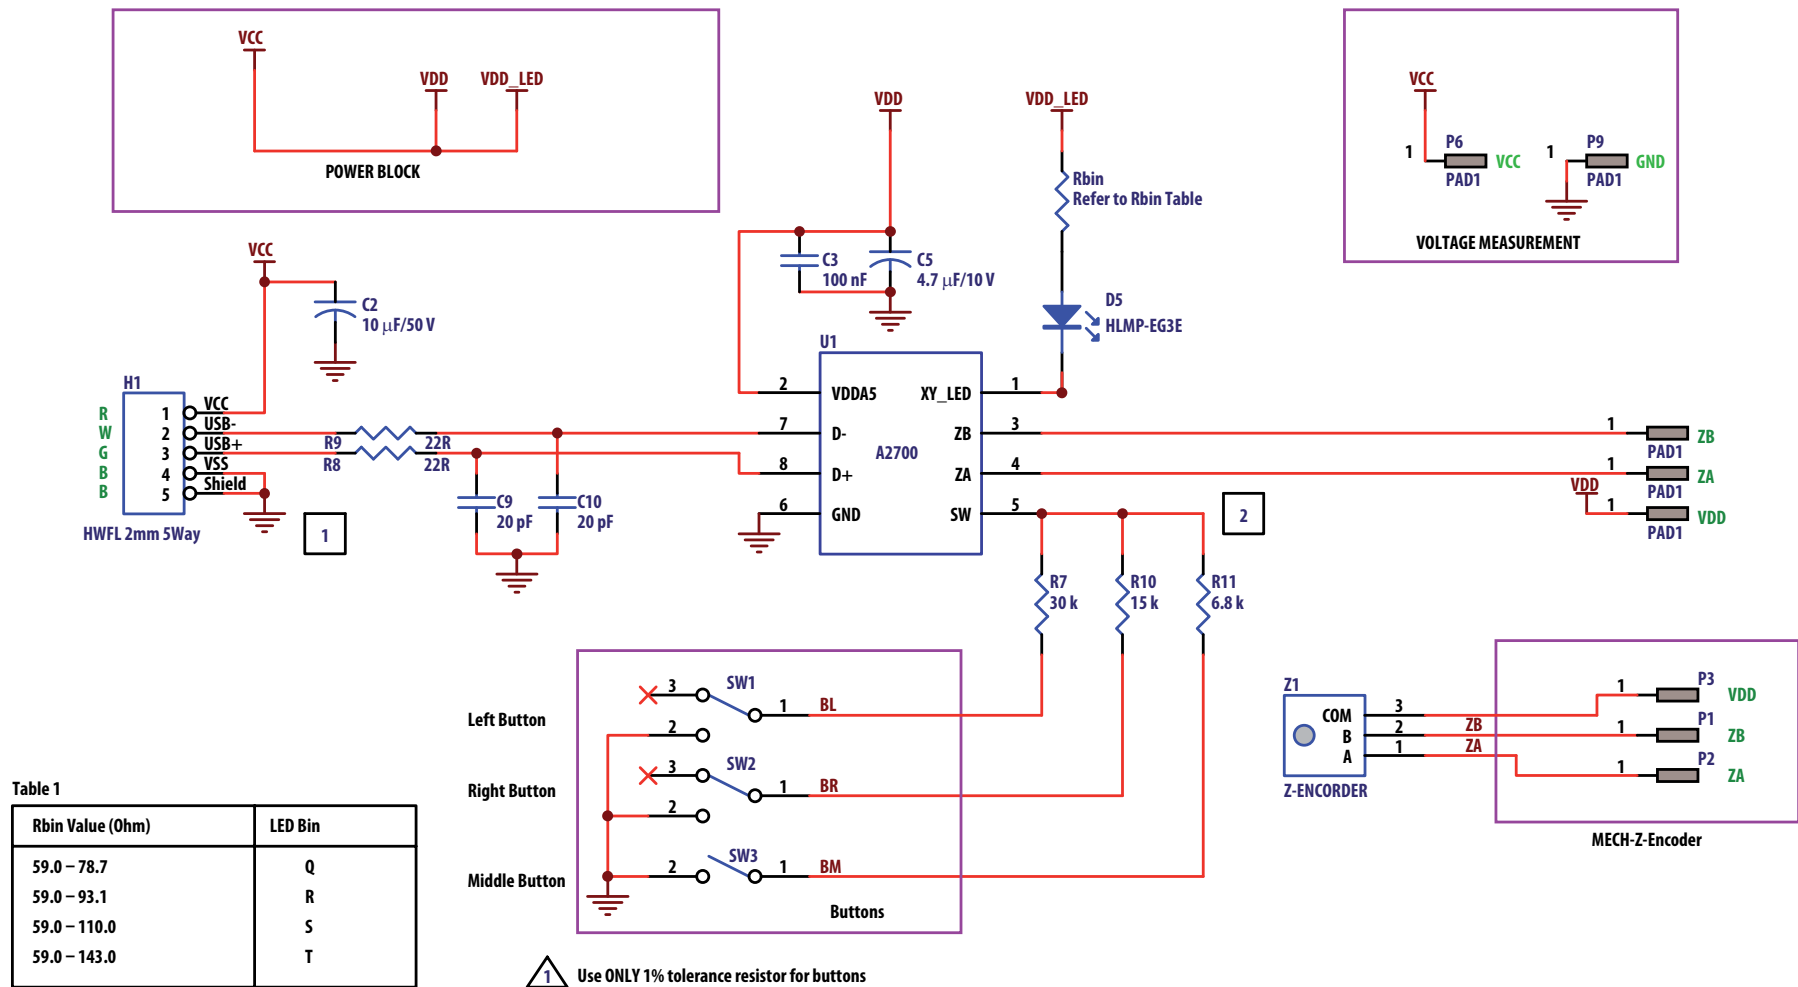 VCC
VDD
VDD_LED
POWER BLOCK
VDD
VDD_LED
VCC
1
P6
VCC
PAD1
1
P9
GND
PAD1
VOLTAGE MEASUREMENT
Rbin
Refer to Rbin Table
VCC
C2
10 μF/50 V
C3
100 nF
C5
4.7 μF/10 V
D5
HLMP-EG3E
H1
R
W
G
B
B
1
2
3
4
5
VCC
USB-
USB+
VSS
Shield
HWFL 2mm 5Way
R9
22R
R8
22R
1
C9
20 pF
C10
20 pF
U1
2
VDDA5
7
D-
8
D+
6
GND
A2700
XY_LED
1
ZB
3
ZA
4
SW
5
2
1
PAD1
ZB
1
PAD1
ZA
VDD
1
PAD1
VDD
R7
30 k
R10
15 k
R11
6.8 k
Left Button
3
SW1
1
BL
2
Right Button
3
SW2
1
BR
2
Middle Button
2
SW3
1
BM
Buttons
Z1
COM
B
A
3
2
1
ZB
ZA
Z-ENCORDER
1
P3
VDD
1
P1
ZB
1
P2
ZA
MECH-Z-Encoder
Table 1
Rbin Value (Ohm) LED Bin
59.0 – 78.7 Q
59.0 – 93.1 R
59.0 – 110.0 S
59.0 – 143.0 T
1 Use ONLY 1% tolerance resistor for buttons